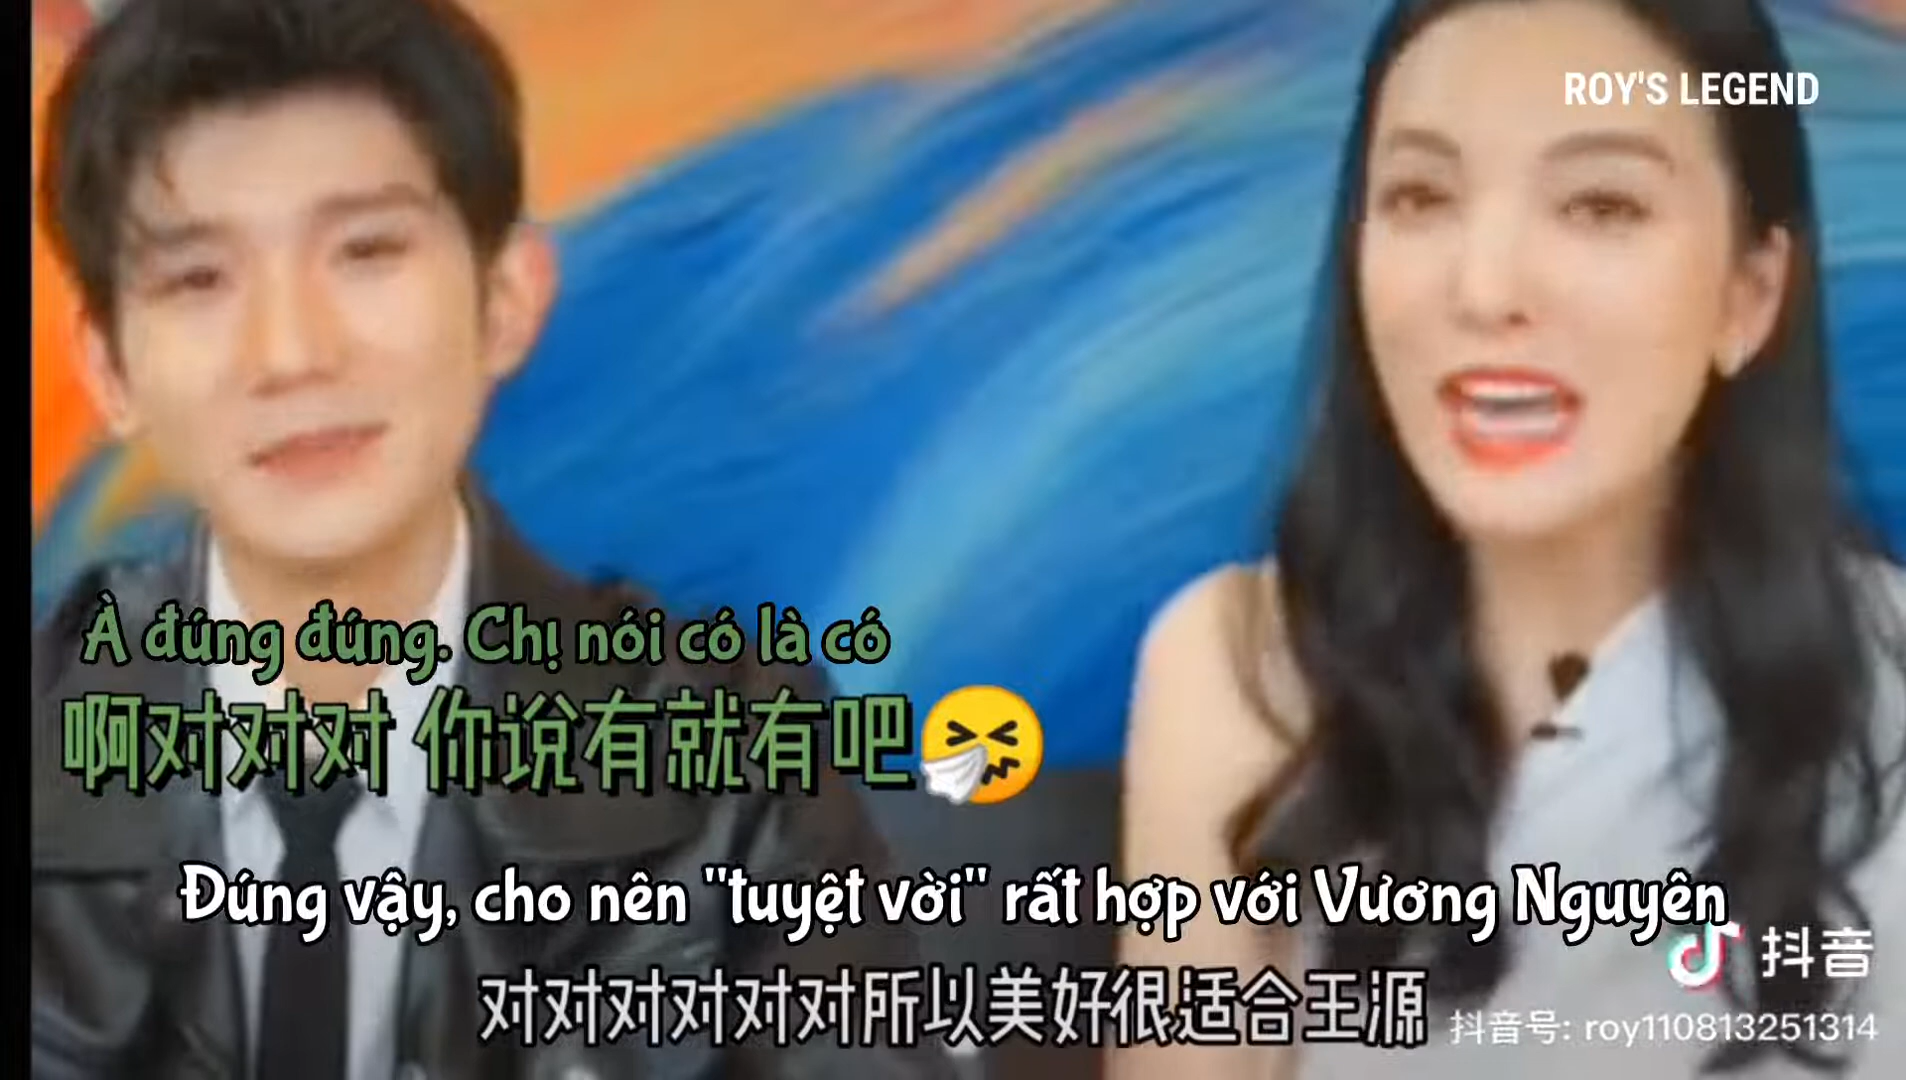 ROY'S LEGEND
À đúng đúng. Chị nói có là có
啊对对对 你说有就有吧
Đúng vậy, cho nên "tuyệt vời" rất hợp với Vương Nguyên
抖音
对对对对对对所以美好很适合王源
抖音号: roy110813251314